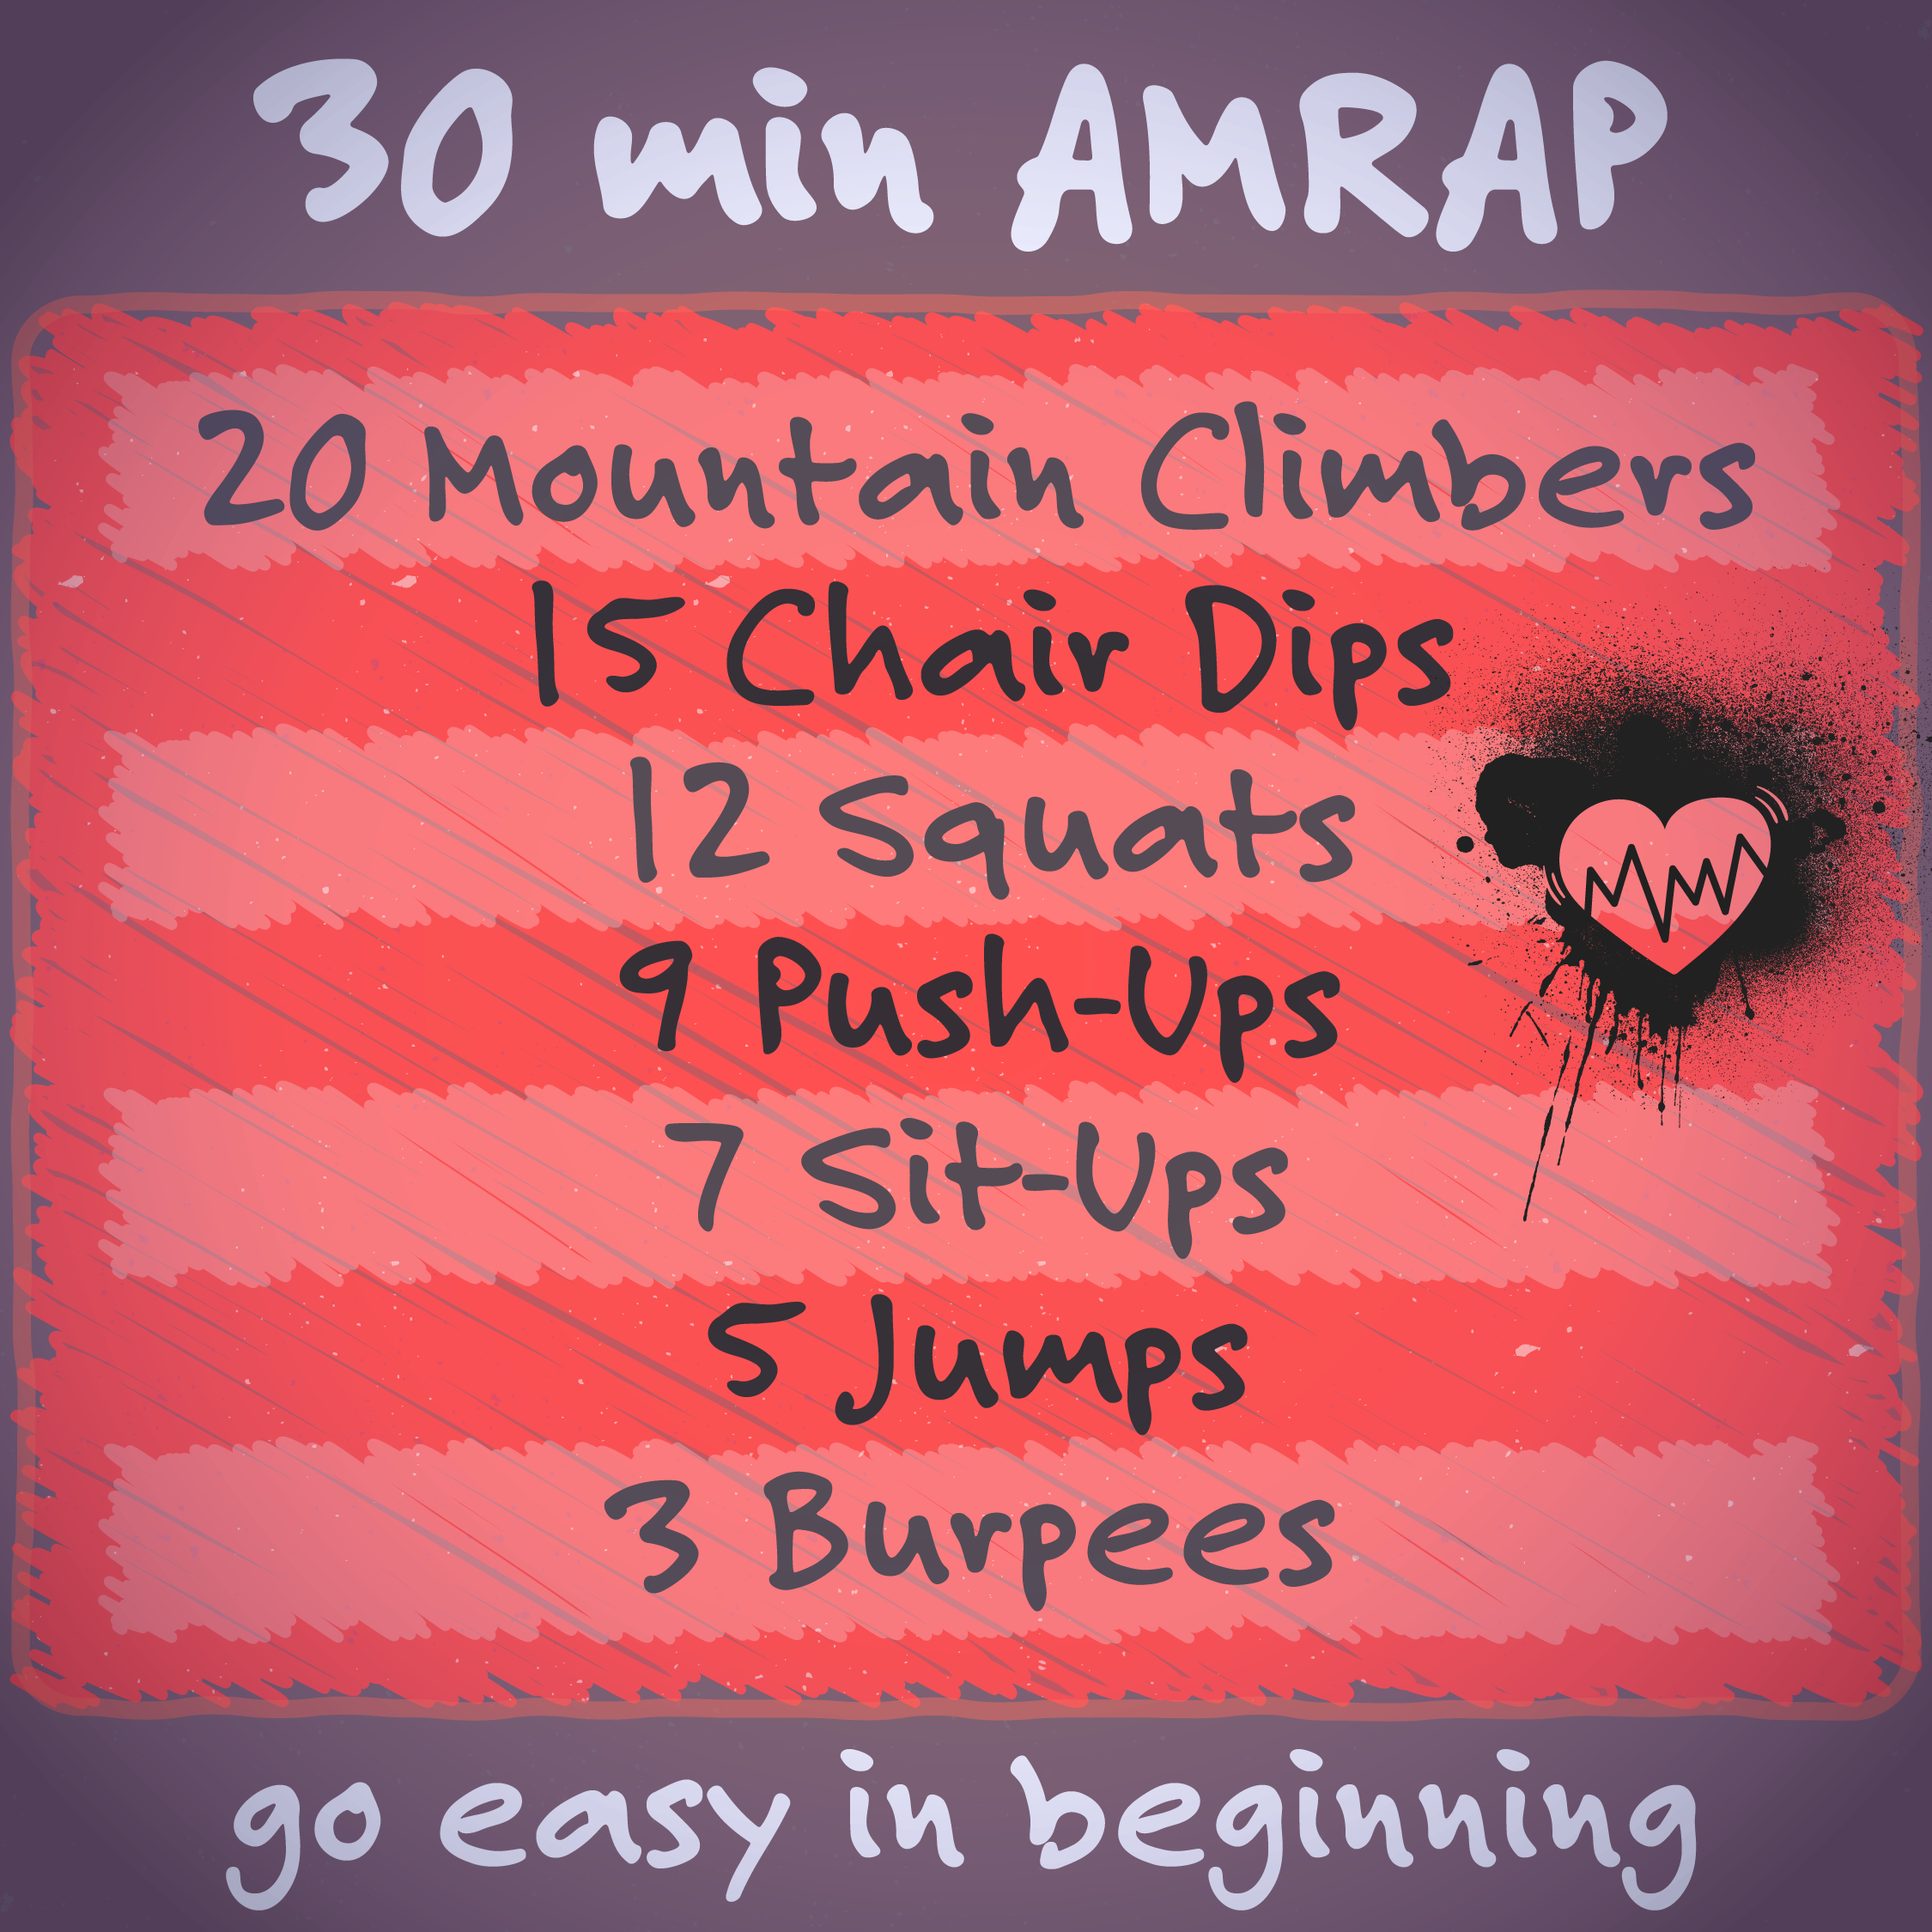 30 min AMRAP
20 Mountain Climbers
15 Chair Dips
12 Squats
9 Push-Ups
7 Sit-Ups
5 Jumps
3 Burpees
go easy in beginning